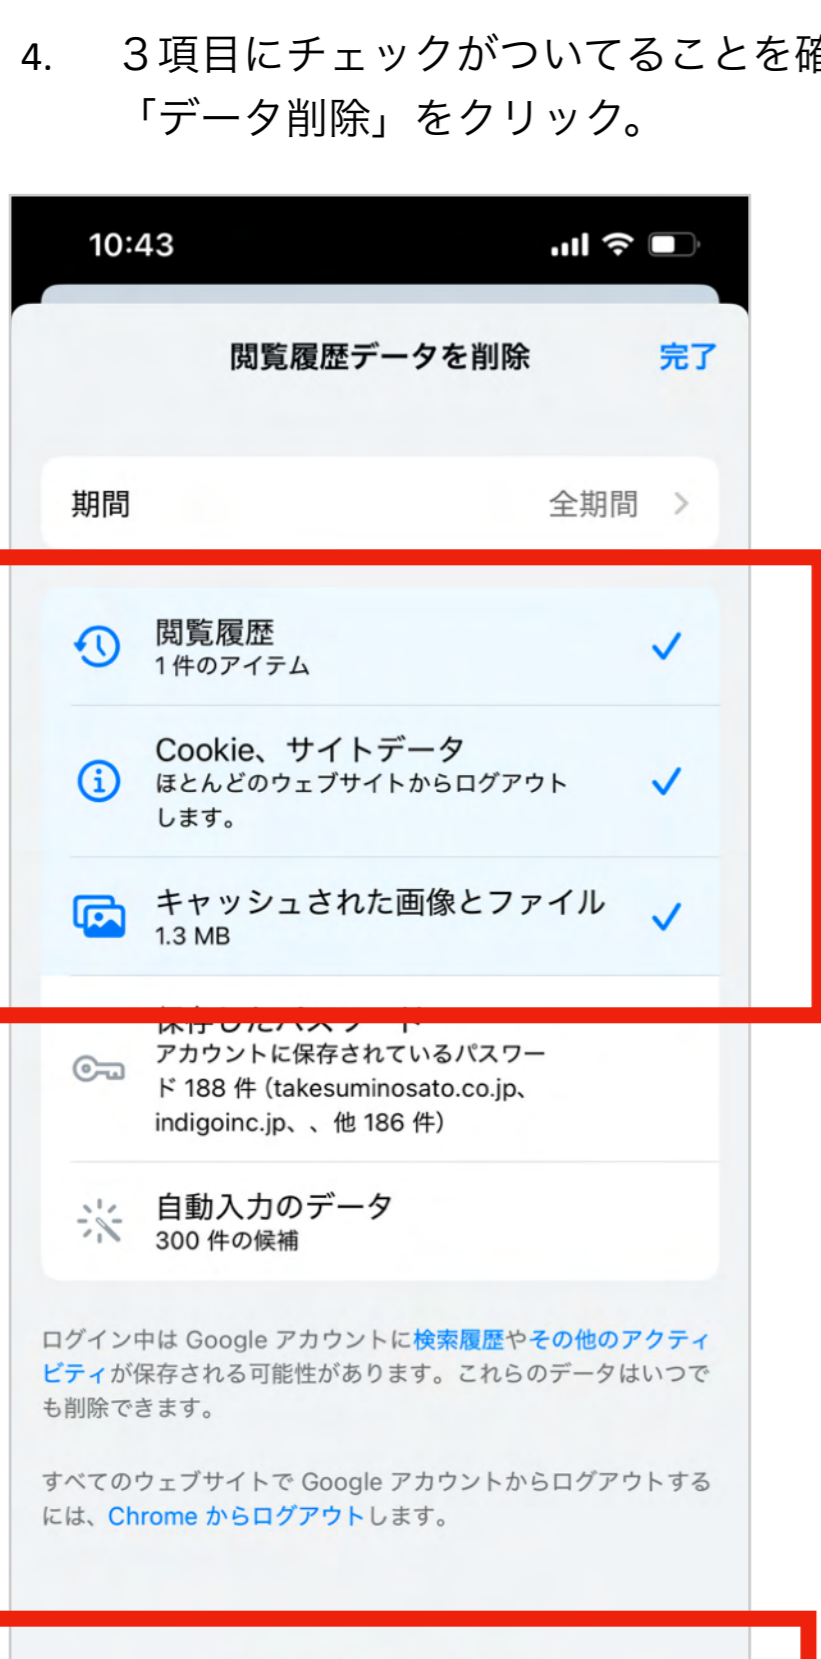 4. ３項目にチェックがついてることを確
「データ削除」をクリック。
10:43
閲覧履歴データを削除 完了
期間 全期間
閲覧履歴
1 件のアイテム
Cookie、サイトデータ
ほとんどのウェブサイトからログアウト
します。
キャッシュされた画像とファイル
1.3 MB
保存したパスワード
アカウントに保存されているパスワー
ド 188 件（takesuminosato.co.jp、
indigoinc.jp、、他 186 件）
自動入力のデータ
300 件の候補
ログイン中は Google アカウントに検索履歴やその他のアクティ
ビティが保存される可能性があります。これらのデータはいつで
も削除できます。
すべてのウェブサイトで Google アカウントからログアウトする
には、Chrome からログアウトします。